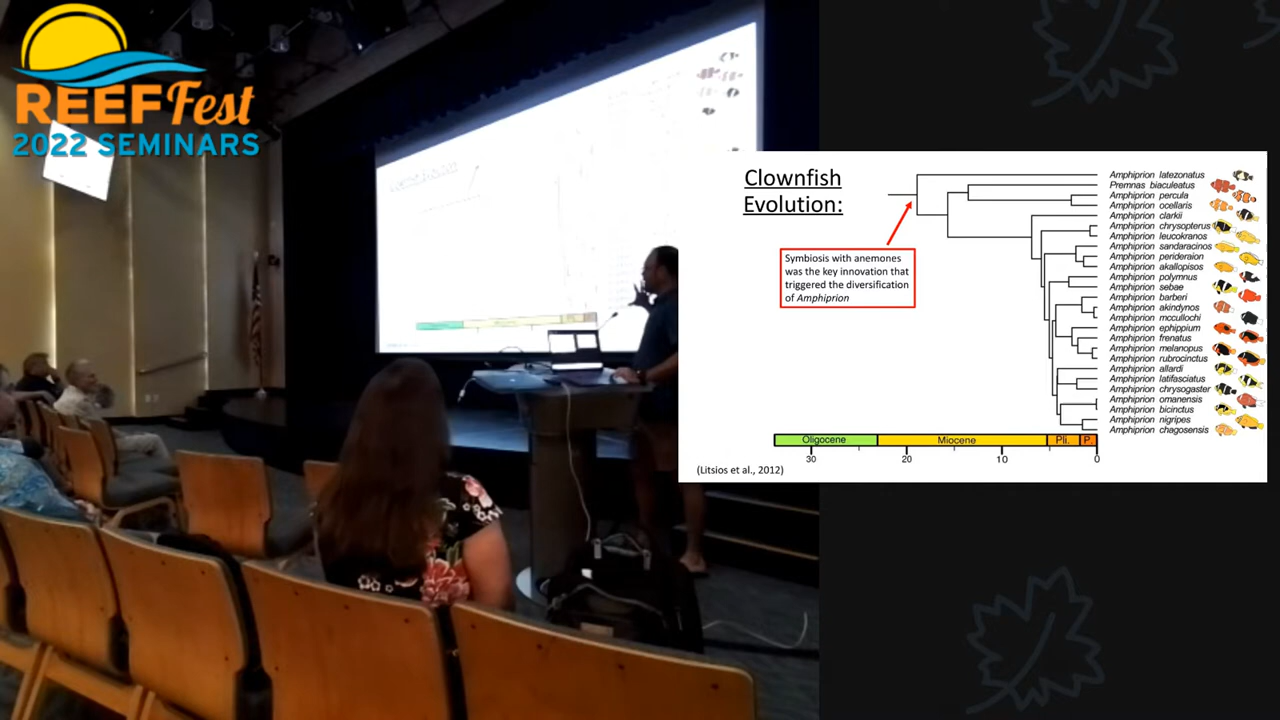 REEF Fest
2022 SEMINARS
Clownfish
Evolution:
Symbiosis with anemones
was the key innovation that
triggered the diversification
of Amphiprion
Amphiprion latezonatus
Premnas biaculeatus
Amphiprion percula
Amphiprion ocellaris
Amphiprion clarkii
Amphiprion chrysopterus
Amphiprion leucokranos
Amphiprion sandaracinos
Amphiprion perideraion
Amphiprion akallopisos
Amphiprion polymnus
Amphiprion sebae
Amphiprion barberi
Amphiprion akindynos
Amphiprion mccullochi
Amphiprion ephippium
Amphiprion frenatus
Amphiprion melanopus
Amphiprion rubrocinctus
Amphiprion allardi
Amphiprion latifasciatus
Amphiprion chrysogaster
Amphiprion omanensis
Amphiprion bicinctus
Amphiprion nigripes
Amphiprion chagosensis
Oligocene Miocene Pli. P.
30 20 10 0
(Litsios et al., 2012)